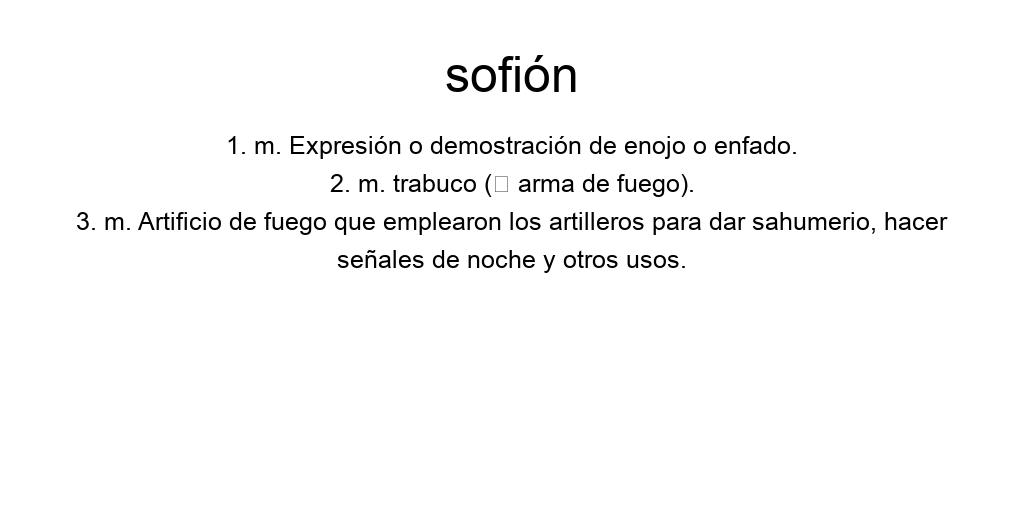 sofión
1. m. Expresión o demostración de enojo o enfado.
2. m. trabuco (□ arma de fuego).
3. m. Artificio de fuego que emplearon los artilleros para dar sahumerio, hacer
señales de noche y otros usos.